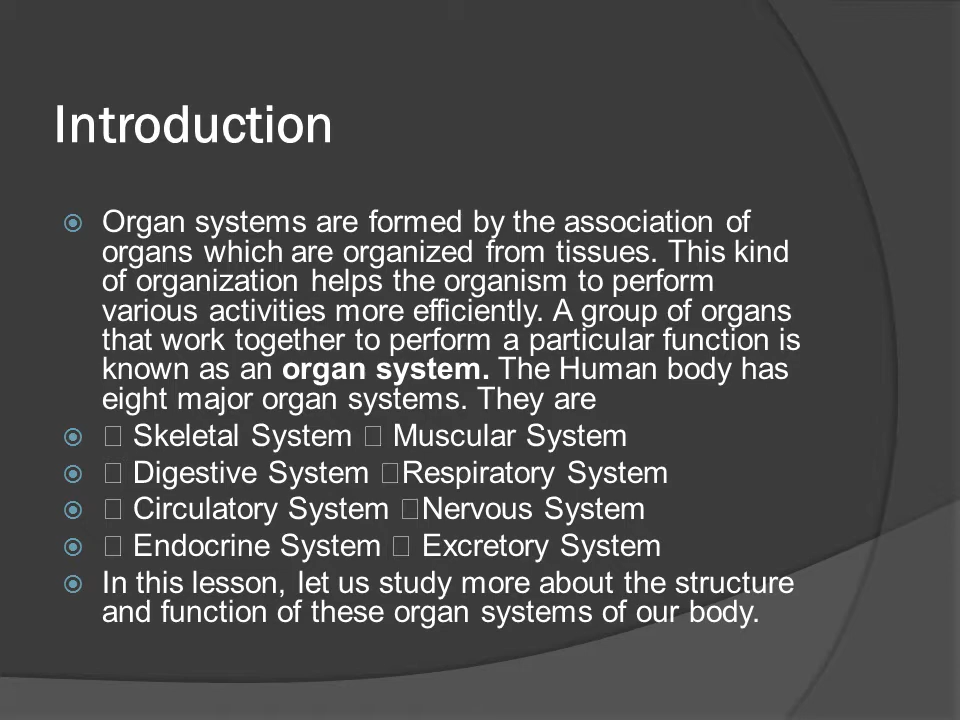 Introduction
Organ systems are formed by the association of
organs which are organized from tissues. This kind
of organization helps the organism to perform
various activities more efficiently. A group of organs
that work together to perform a particular function is
known as an organ system. The Human body has
eight major organ systems. They are
□ Skeletal System □ Muscular System
□ Digestive System □Respiratory System
□ Circulatory System □Nervous System
□ Endocrine System □ Excretory System
In this lesson, let us study more about the structure
and function of these organ systems of our body.